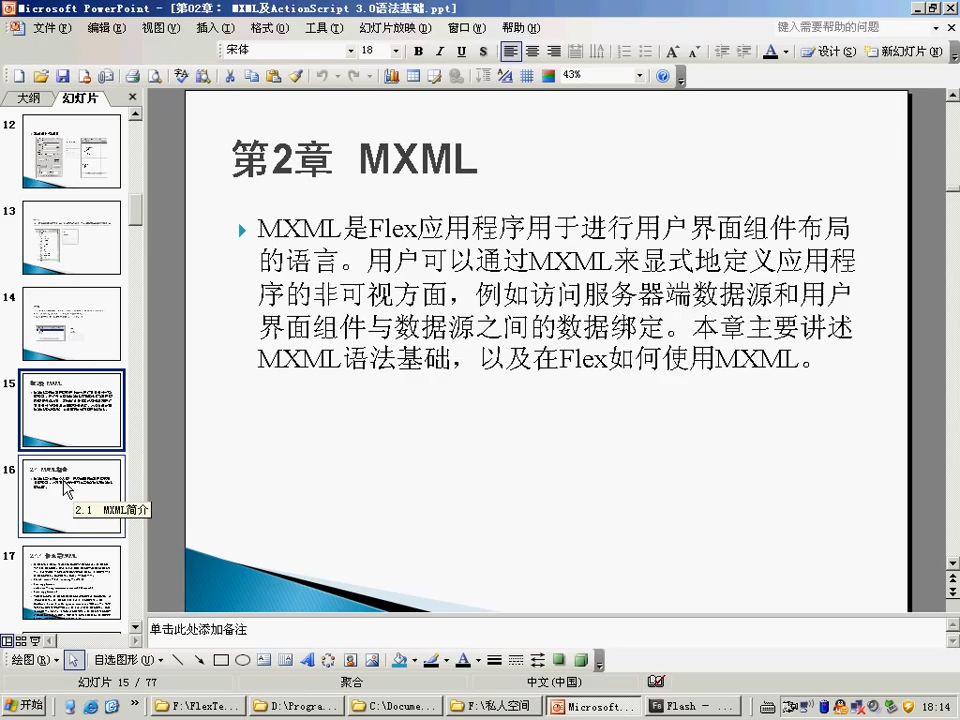 Microsoft PowerPoint - [第02章： MXML及ActionScript 3.0语法基础.ppt]
文件(F) 编辑(E) 视图(V) 插入(I) 格式(O) 工具(T) 幻灯片放映(D) 窗口(W) 帮助(H) 键入需要帮助的问题
宋体 18 B I U S A A A 设计(S) 新幻灯片(N)
43%
大纲 幻灯片
12
13
14
15
16
2.1 MXML简介
17
第2章 MXML
MXML是Flex应用程序用于进行用户界面组件布局
的语言。用户可以通过MXML来显式地定义应用程
序的非可视方面，例如访问服务器端数据源和用户
界面组件与数据源之间的数据绑定。本章主要讲述
MXML语法基础，以及在Flex如何使用MXML。
单击此处添加备注
绘图(R) 自选图形(U)
幻灯片 15 / 77 聚合 中文(中国)
开始 F:\FlexTe... D:\Progra... C:\Docume... F:\私人空间 Microsoft... Flash - ... 18:14